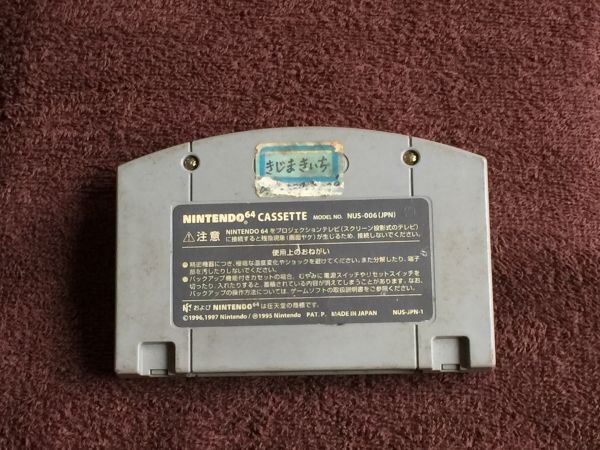 きじまきいち
NINTENDO64 CASSETTE MODEL NO. NUS-006(JPN)
⚠注意 NINTENDO 64 をプロジェクションテレビ(スクリーン投影式のテレビ)
に接続すると残像現象(画面ヤケ)が生じるため、接続しないでください。
使用上のおねがい
●精密機器につき、極端な温度変化やショックを避けてください。また分解したり、端子
部を汚したりしないでください。
●バックアップ機能付きカセットの場合、むやみに電源スイッチやリセットスイッチを
切ったり、入れたりすると、蓄積されている内容が消えてしまうことがあります。なお、
バックアップの操作方法については、ゲームソフトの取扱説明書をご参照ください。
および NINTENDO64 は任天堂の商標です。
©1996,1997 Nintendo / ℗1995 Nintendo PAT. P. MADE IN JAPAN NUS-JPN-1